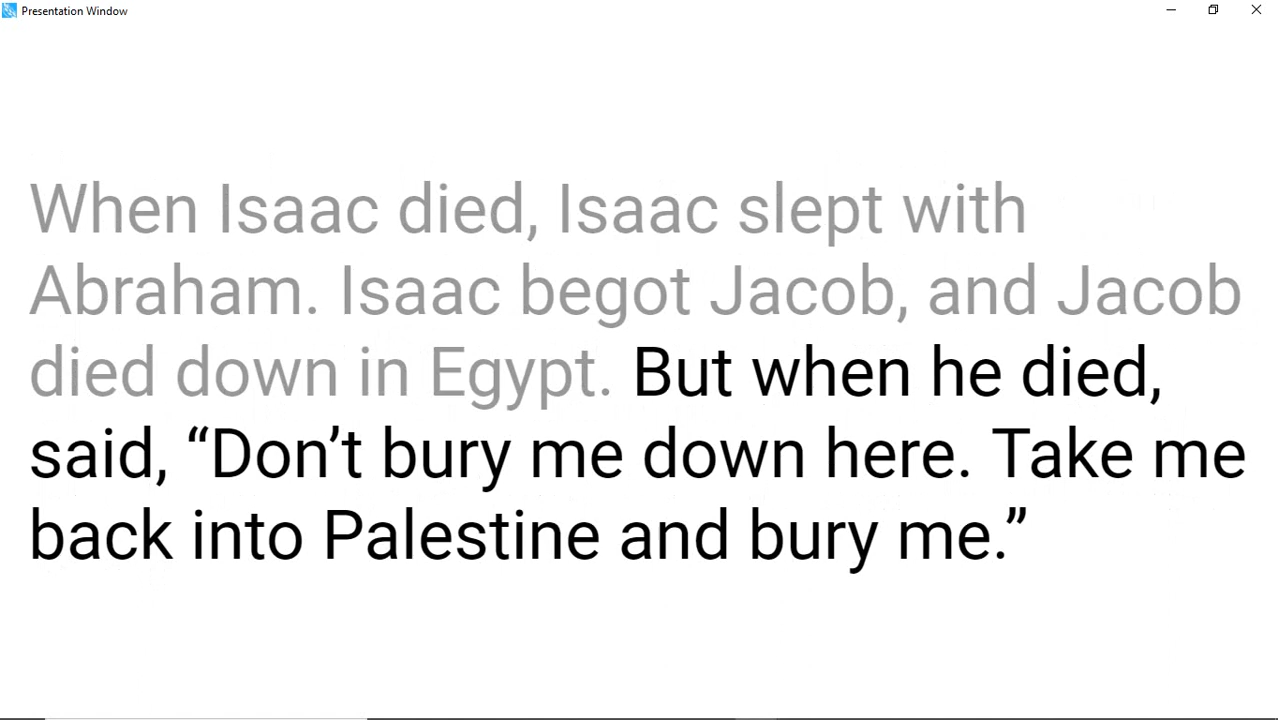 Presentation Window
When Isaac died, Isaac slept with
Abraham. Isaac begot Jacob, and Jacob
died down in Egypt. But when he died,
said, “Don’t bury me down here. Take me
back into Palestine and bury me.”